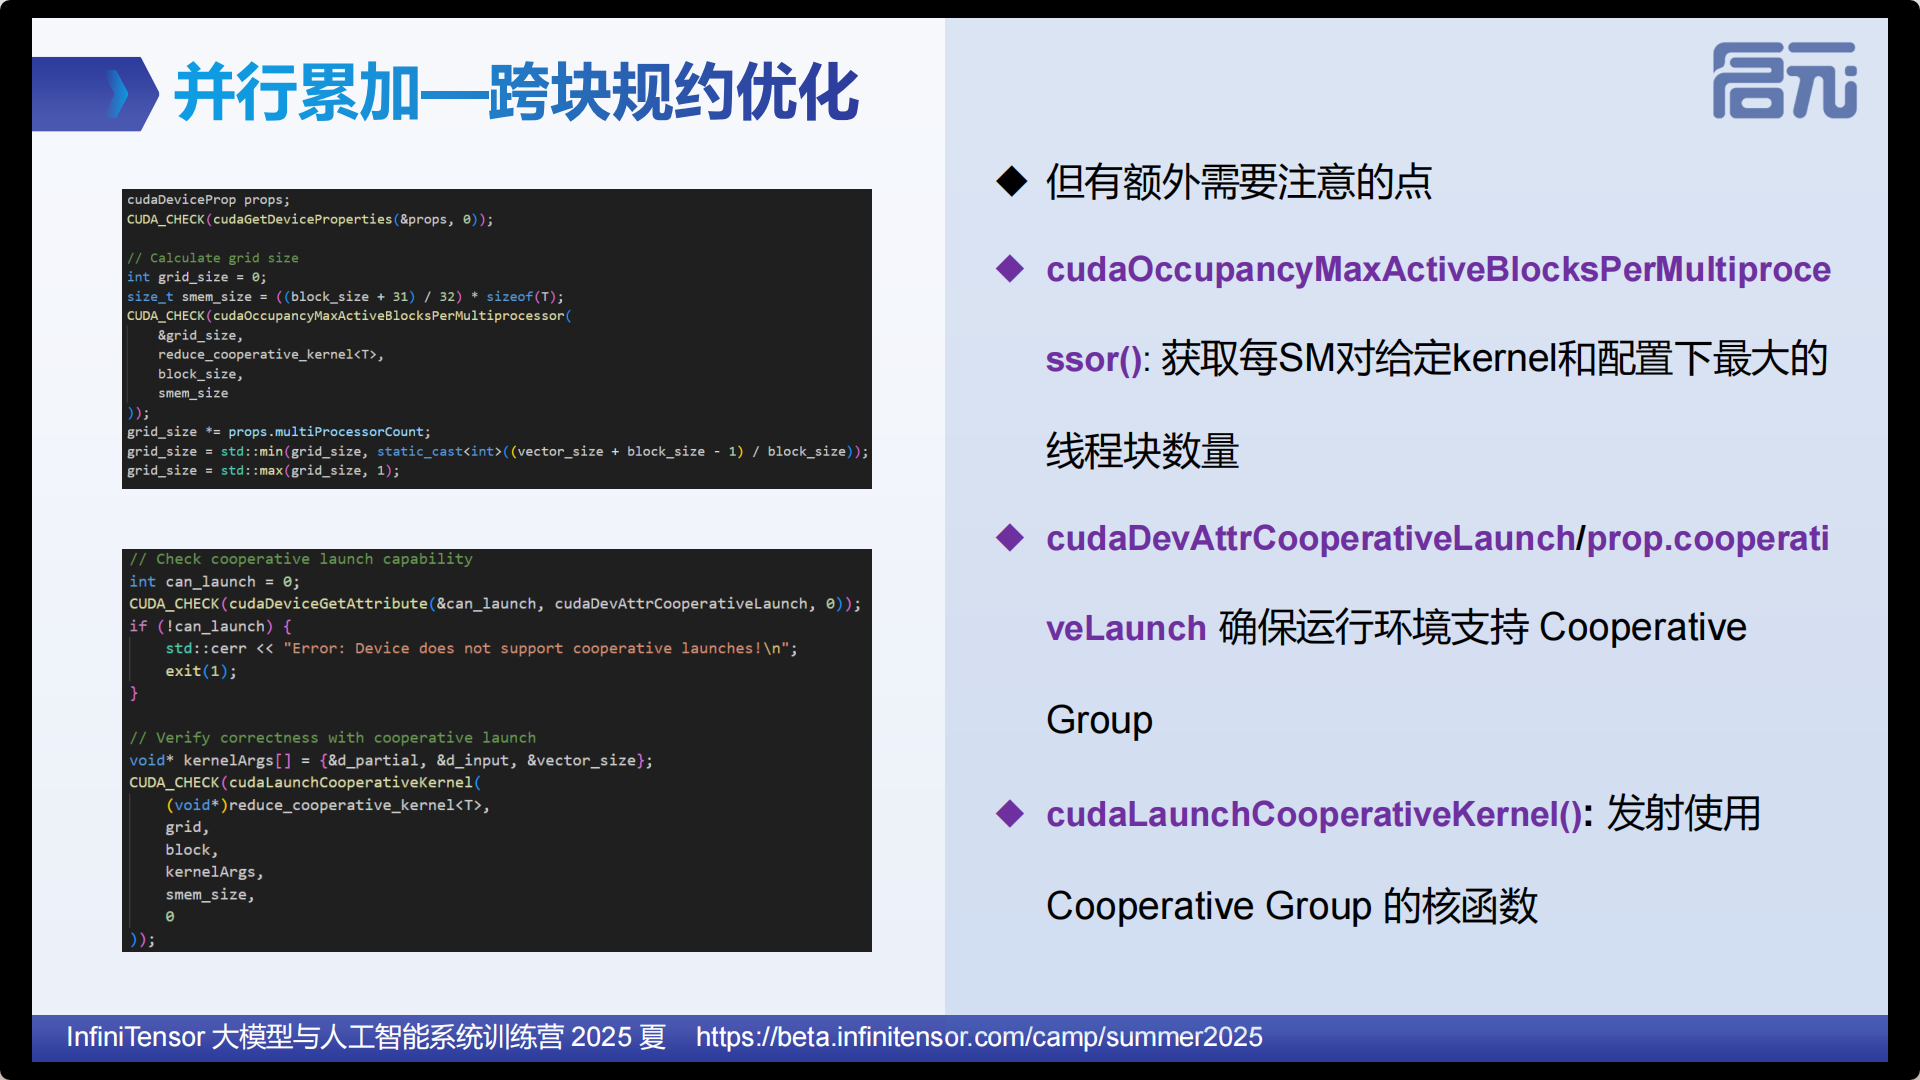 并行累加—跨块规约优化
启元
cudaDeviceProp props;
CUDA_CHECK(cudaGetDeviceProperties(&props, 0));
// Calculate grid size
int grid_size = 0;
size_t smem_size = ((block_size + 31) / 32) * sizeof(T);
CUDA_CHECK(cudaOccupancyMaxActiveBlocksPerMultiprocessor(
&grid_size,
reduce_cooperative_kernel<T>,
block_size,
smem_size
));
grid_size *= props.multiProcessorCount;
grid_size = std::min(grid_size, static_cast<int>((vector_size + block_size - 1) / block_size));
grid_size = std::max(grid_size, 1);
// Check cooperative launch capability
int can_launch = 0;
CUDA_CHECK(cudaDeviceGetAttribute(&can_launch, cudaDevAttrCooperativeLaunch, 0));
if (!can_launch) {
std::cerr << "Error: Device does not support cooperative launches!\n";
exit(1);
}
// Verify correctness with cooperative launch
void* kernelArgs[] = {&d_partial, &d_input, &vector_size};
CUDA_CHECK(cudaLaunchCooperativeKernel(
(void*)reduce_cooperative_kernel<T>,
grid,
block,
kernelArgs,
smem_size,
0
));
◆ 但有额外需要注意的点
◆ cudaOccupancyMaxActiveBlocksPerMultiproce
ssor(): 获取每SM对给定kernel和配置下最大的
线程块数量
◆ cudaDevAttrCooperativeLaunch/prop.cooperati
veLaunch 确保运行环境支持 Cooperative
Group
◆ cudaLaunchCooperativeKernel(): 发射使用
Cooperative Group 的核函数
InfiniTensor 大模型与人工智能系统训练营 2025 夏 https://beta.infinitensor.com/camp/summer2025